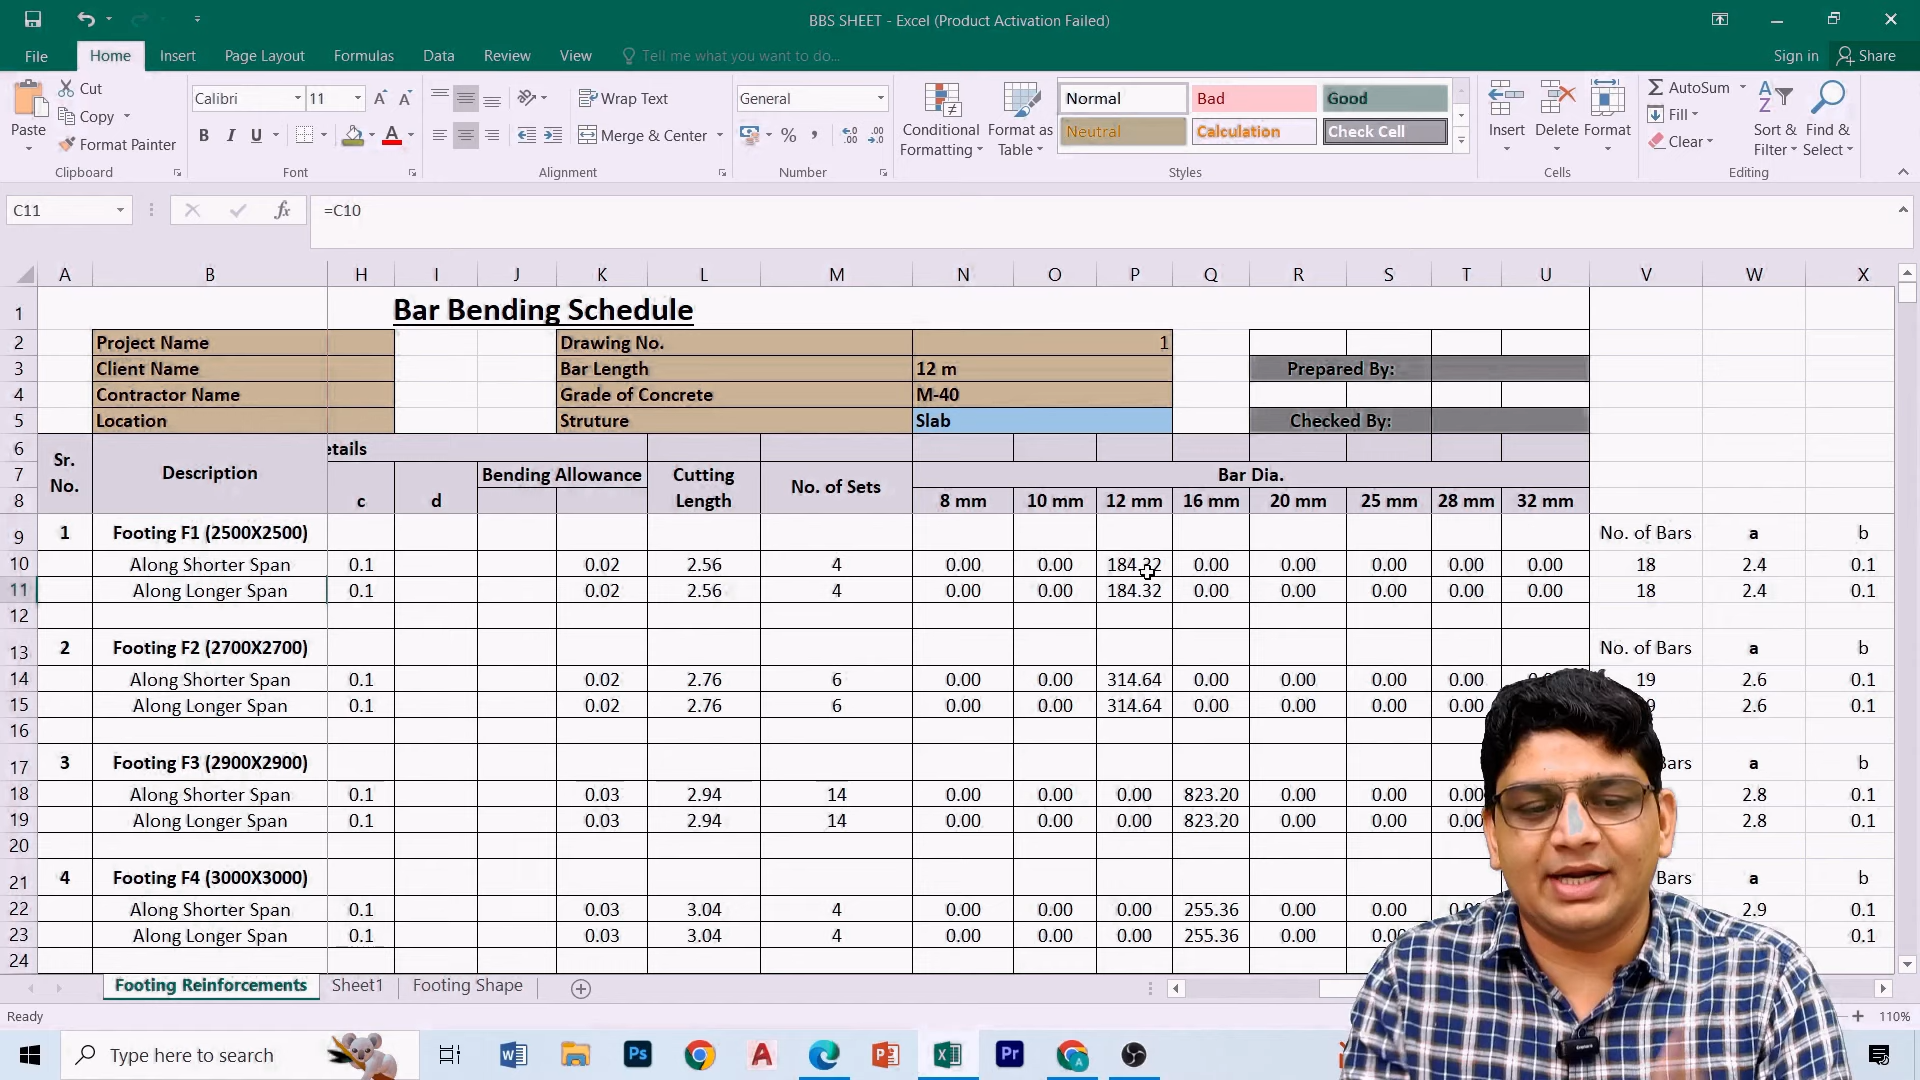 BBS SHEET - Excel (Product Activation Failed)
File Home Insert Page Layout Formulas Data Review View Tell me what you want to do... Sign in Share
Paste Cut Copy Format Painter Clipboard
Calibri 11 B I U Font
Wrap Text Merge & Center Alignment
General % , Number
Conditional Formatting Format as Table
Normal Bad Good
Neutral Calculation Check Cell
Styles
Insert Delete Format Cells
AutoSum Fill Clear Sort & Filter Find & Select Editing
C11 fx =C10
A B H I J K L M N O P Q R S T U V W X
1 Bar Bending Schedule
2 Project Name Drawing No. 1
3 Client Name Bar Length 12 m Prepared By:
4 Contractor Name Grade of Concrete M-40
5 Location Struture Slab Checked By:
6 Sr. No. Description etails
7 Bending Allowance Cutting Length No. of Sets Bar Dia.
8 c d 8 mm 10 mm 12 mm 16 mm 20 mm 25 mm 28 mm 32 mm
9 1 Footing F1 (2500X2500) No. of Bars a b
10 Along Shorter Span 0.1 0.02 2.56 4 0.00 0.00 184.32 0.00 0.00 0.00 0.00 0.00 18 2.4 0.1
11 Along Longer Span 0.1 0.02 2.56 4 0.00 0.00 184.32 0.00 0.00 0.00 0.00 0.00 18 2.4 0.1
12
13 2 Footing F2 (2700X2700) No. of Bars a b
14 Along Shorter Span 0.1 0.02 2.76 6 0.00 0.00 314.64 0.00 0.00 0.00 0.00 19 2.6 0.1
15 Along Longer Span 0.1 0.02 2.76 6 0.00 0.00 314.64 0.00 0.00 0.00 0.00 2.6 0.1
16
17 3 Footing F3 (2900X2900) Bars a b
18 Along Shorter Span 0.1 0.03 2.94 14 0.00 0.00 0.00 823.20 0.00 0.00 0.00 2.8 0.1
19 Along Longer Span 0.1 0.03 2.94 14 0.00 0.00 0.00 823.20 0.00 0.00 0.00 2.8 0.1
20
21 4 Footing F4 (3000X3000) Bars a b
22 Along Shorter Span 0.1 0.03 3.04 4 0.00 0.00 0.00 255.36 0.00 0.00 2.9 0.1
23 Along Longer Span 0.1 0.03 3.04 4 0.00 0.00 0.00 255.36 0.00 0.1
24
Footing Reinforcements Sheet1 Footing Shape
Ready 110%
Type here to search